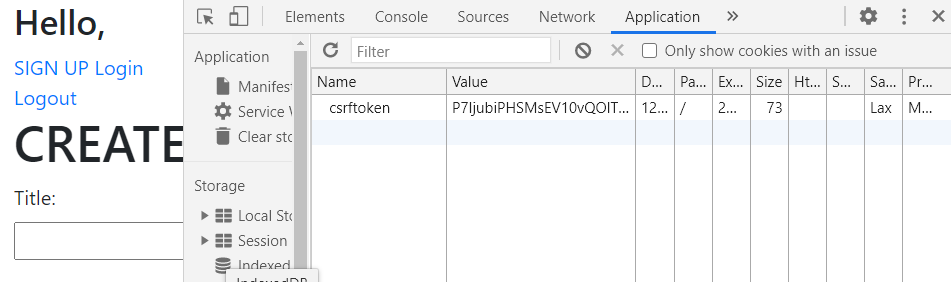 Hello,
SIGN UP Login
Logout
CREATE
Title:
Elements Console Sources Network Application
Filter
Only show cookies with an issue
Application
Manifest
Service W
Clear sto
Storage
Local Sto
Session
Indexed
IndexedDB
Name Value D... Pa... Ex... Size Ht... S... Sa... Pr...
csrftoken 12... / 2... 73 Lax M...